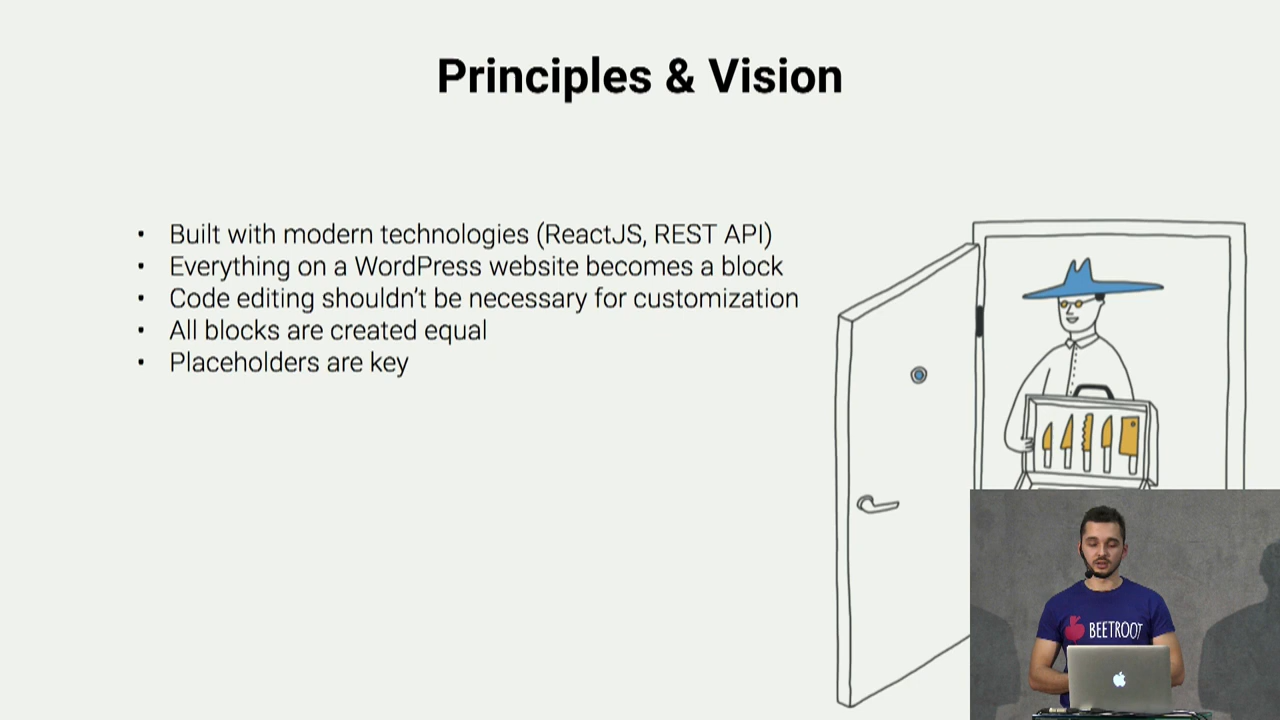 Principles & Vision
• Built with modern technologies (ReactJS, REST API)
• Everything on a WordPress website becomes a block
• Code editing shouldn't be necessary for customization
• All blocks are created equal
• Placeholders are key
BEETROOT